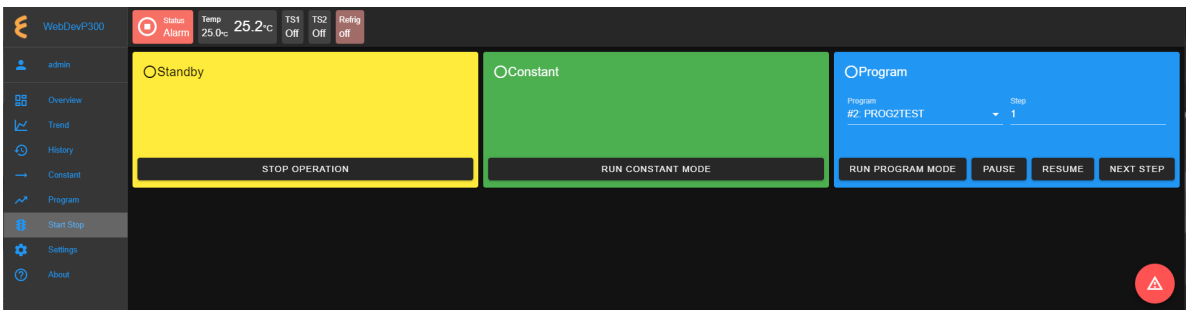 WebDevP300
Status
Alarm
Temp
25.0°C 25.2°C
TS1
Off
TS2
Off
Refrig
off
admin
Overview
Trend
History
Constant
Program
Start Stop
Settings
About
Standby
STOP OPERATION
Constant
RUN CONSTANT MODE
Program
Program
#2: PROG2TEST
Step
1
RUN PROGRAM MODE
PAUSE
RESUME
NEXT STEP